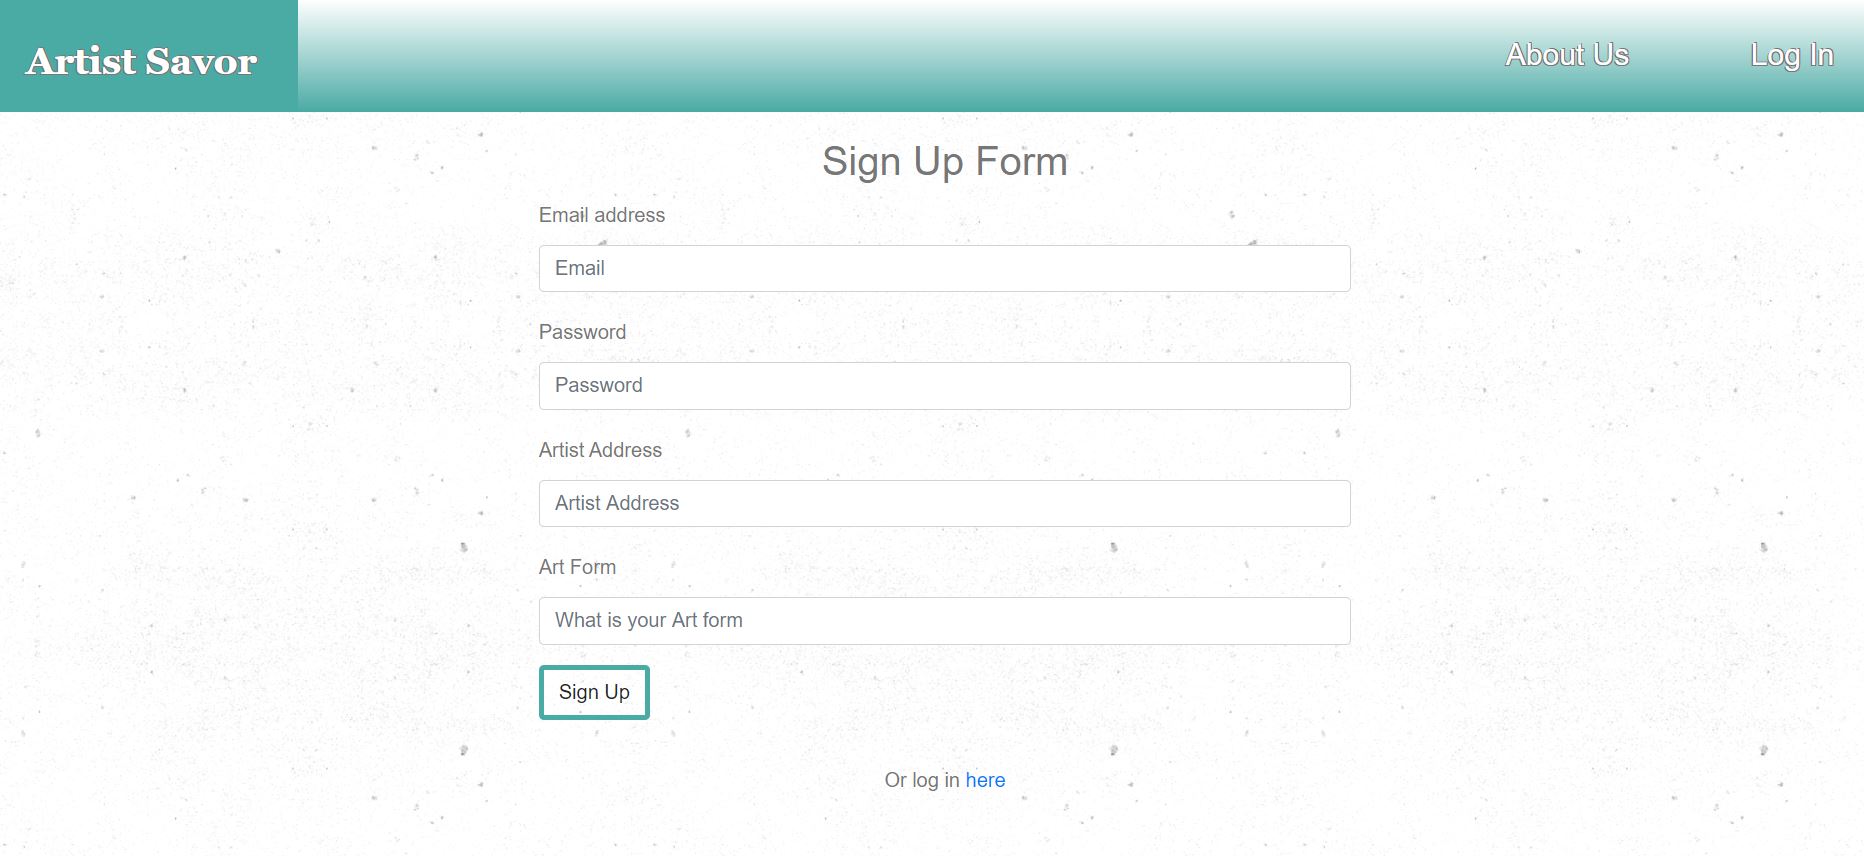 Artist Savor
About Us
Log In
Sign Up Form
Email address
Email
Password
Password
Artist Address
Artist Address
Art Form
What is your Art form
Sign Up
Or log in here